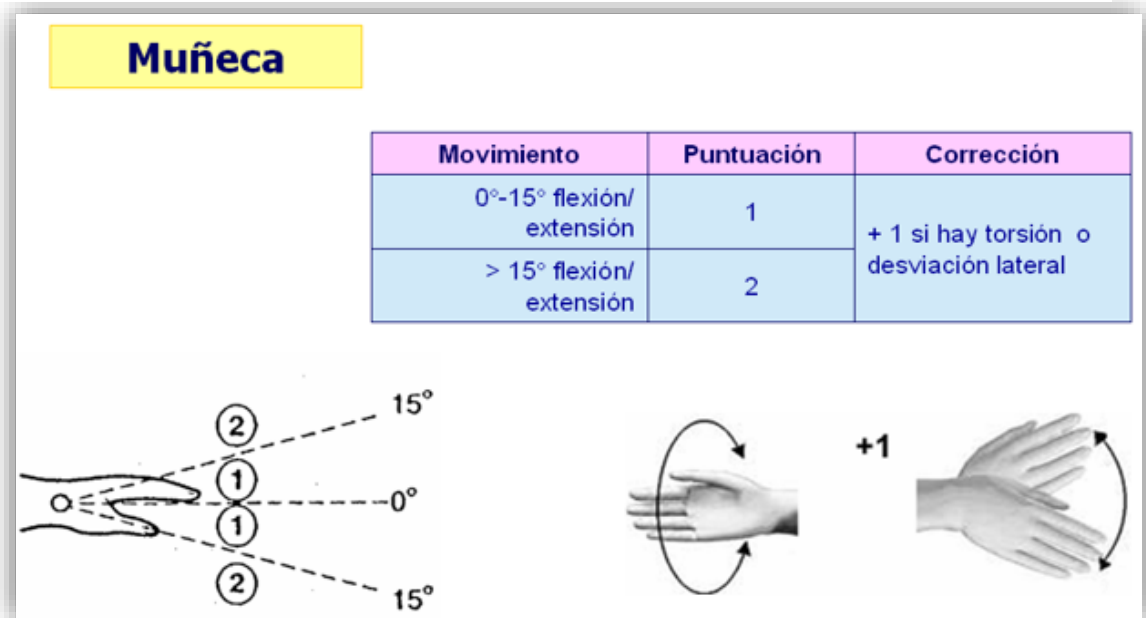 Muñeca
Movimiento Puntuación Corrección
0°-15° flexión/
extensión
1
+ 1 si hay torsión o
desviación lateral
> 15° flexión/
extensión
2
15°
2
1
0°
1
2
15°
+1